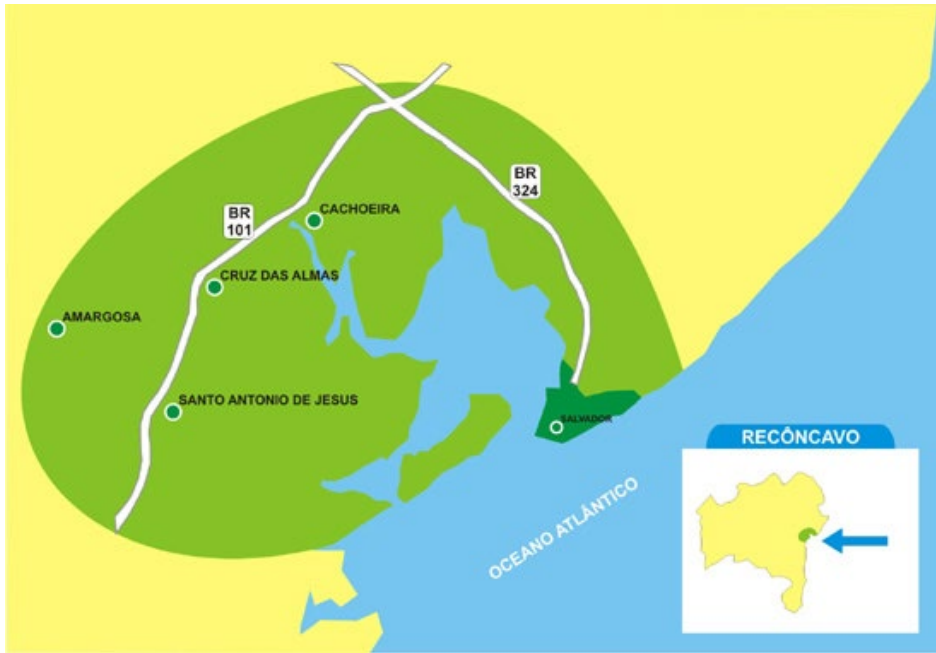 BR
324
CACHOEIRA
BR
101
CRUZ DAS ALMAS
AMARGOSA
SANTO ANTONIO DE JESUS
SALVADOR
RECÔNCAVO
OCEANO ATLÂNTICO